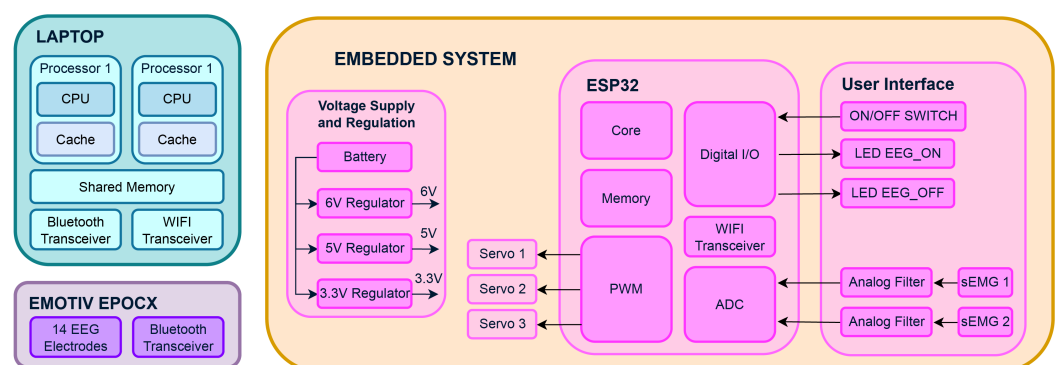 LAPTOP
Processor 1
CPU
Cache
Processor 1
CPU
Cache
Shared Memory
Bluetooth
Transceiver
WIFI
Transceiver
EMOTIV EPOCX
14 EEG
Electrodes
Bluetooth
Transceiver
EMBEDDED SYSTEM
Voltage Supply
and Regulation
Battery
6V Regulator
6V
5V Regulator
5V
3.3V Regulator
3.3V
Servo 1
Servo 2
Servo 3
ESP32
Core
Memory
PWM
Digital I/O
WIFI
Transceiver
ADC
User Interface
ON/OFF SWITCH
LED EEG_ON
LED EEG_OFF
Analog Filter
sEMG 1
Analog Filter
sEMG 2